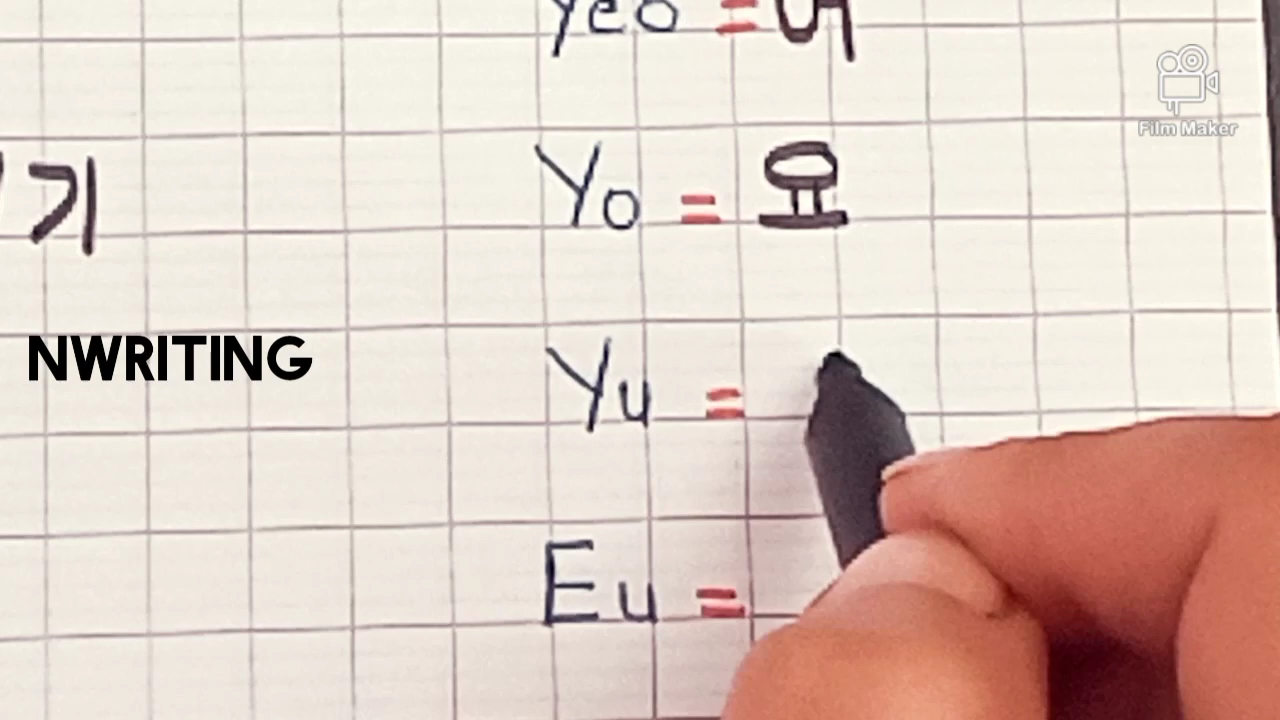 Yeo = 여
Film Maker
Yo = 요
기
NWRITING
Yu =
Eu =